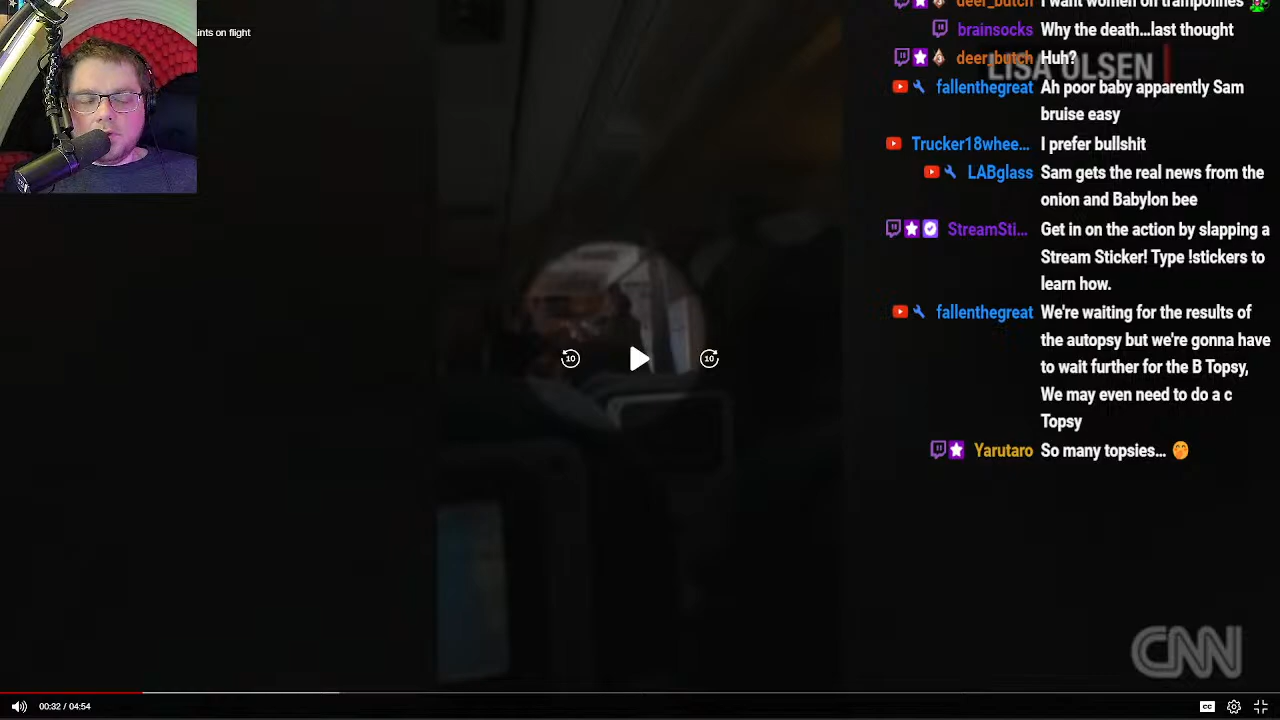 deer_butch I want women on trampolines
ints on flight
brainsocks Why the death...last thought
deer_butch Huh?
LISA OLSEN
fallenthegreat Ah poor baby apparently Sam
bruise easy
Trucker18whee... I prefer bullshit
LABglass Sam gets the real news from the
onion and Babylon bee
StreamSti... Get in on the action by slapping a
Stream Sticker! Type !stickers to
learn how.
fallenthegreat We're waiting for the results of
the autopsy but we're gonna have
to wait further for the B Topsy,
We may even need to do a c
Topsy
10 10
Yarutaro So many topsies...
CNN
00:32 / 04:54
CC